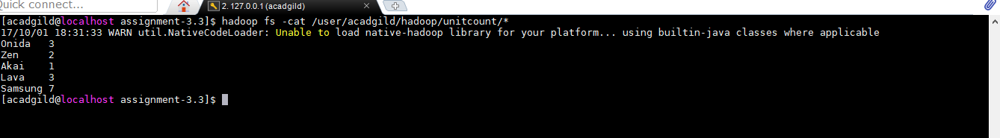 Quick connect...
2. 127.0.0.1 (acadgild)
[acadgild@localhost assignment-3.3]$ hadoop fs -cat /user/acadgild/hadoop/unitcount/*
17/10/01 18:31:33 WARN util.NativeCodeLoader: Unable to load native-hadoop library for your platform... using builtin-java classes where applicable
Onida 3
Zen 2
Akai 1
Lava 3
Samsung 7
[acadgild@localhost assignment-3.3]$